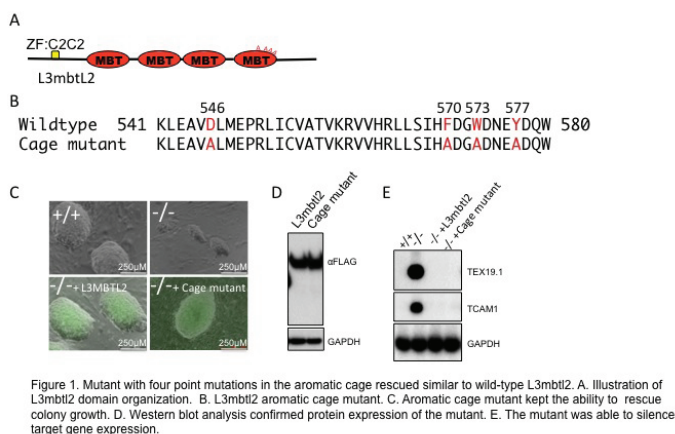 A
ZF:C2C2
MBT MBT MBT MBT
L3mbtL2
B
546 570 573 577
Wildtype 541 KLEAVDLMEPRLICVATVKRVVHRLLSIHFDGWDNEYDQW 580
Cage mutant KLEAVALMEPRLICVATVKRVVHRLLSIHADGADNEADQW
C
+/+ -/-
250μM 250μM
-/-+ L3MBTL2 -/-+ Cage mutant
250μM 250μM
D
L3mbtl2
Cage mutant
αFLAG
GAPDH
E
+/+
-/-
-/-+L3mbtl2
-/-+Cage mutant
TEX19.1
TCAM1
GAPDH
Figure 1. Mutant with four point mutations in the aromatic cage rescued similar to wild-type L3mbtl2. A. Illustration of
L3mbtl2 domain organization. B. L3mbtl2 aromatic cage mutant. C. Aromatic cage mutant kept the ability to rescue
colony growth. D. Western blot analysis confirmed protein expression of the mutant. E. The mutant was able to silence
target gene expression.